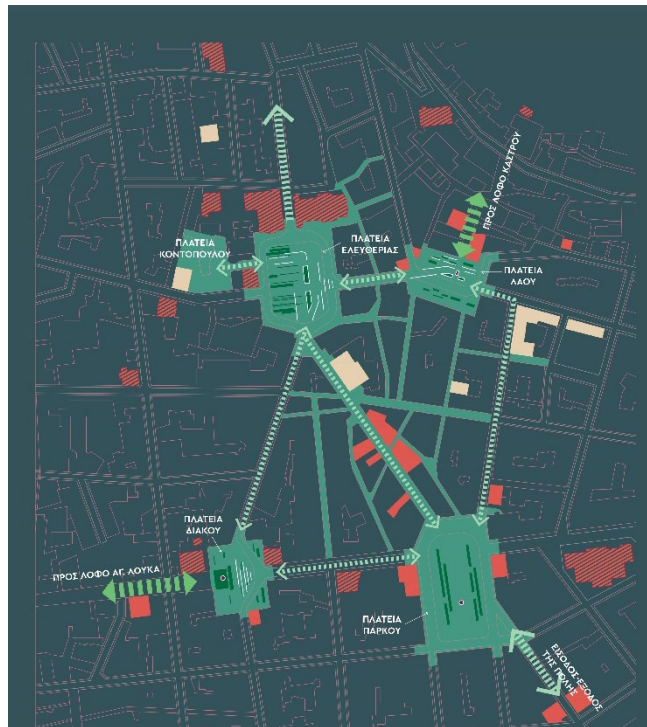 ΠΡΟΣ ΛΟΦΟ ΚΑΣΤΡΟΥ
ΠΛΑΤΕΙΑ
ΚΟΝΤΟΠΟΥΛΟΥ
ΠΛΑΤΕΙΑ
ΕΛΕΥΘΕΡΙΑΣ
ΠΛΑΤΕΙΑ
ΛΑΟΥ
ΠΛΑΤΕΙΑ
ΔΙΑΚΟΥ
ΠΡΟΣ ΛΟΦΟ ΑΓ. ΛΟΥΚΑ
ΠΛΑΤΕΙΑ
ΠΑΡΚΟΥ
ΕΙΣΟΔΟΣ-ΕΞΟΔΟΣ
ΤΗΣ ΠΟΛΗΣ